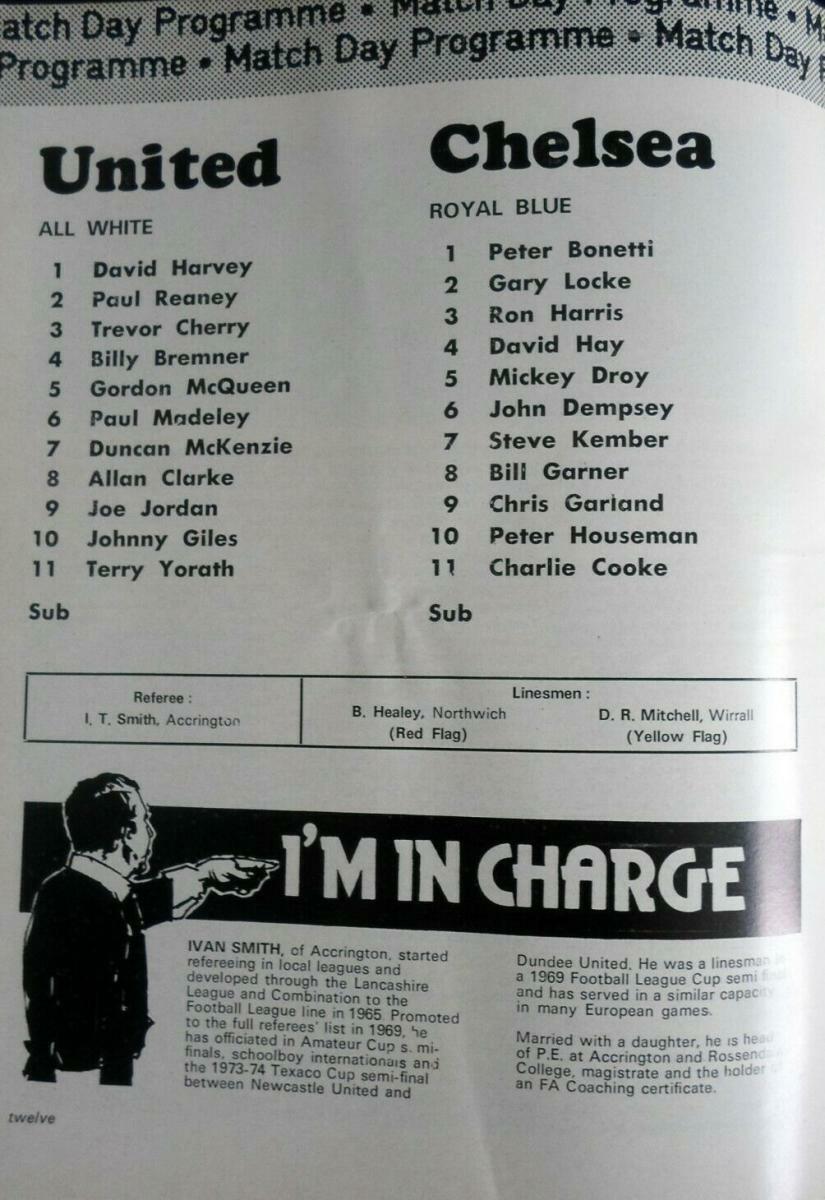 atch Day Programme • Match Day Programme • M
Programme • Match Day Programme • Match Day P
United
ALL WHITE
1 David Harvey
2 Paul Reaney
3 Trevor Cherry
4 Billy Bremner
5 Gordon McQueen
6 Paul Madeley
7 Duncan McKenzie
8 Allan Clarke
9 Joe Jordan
10 Johnny Giles
11 Terry Yorath
Sub
Chelsea
ROYAL BLUE
1 Peter Bonetti
2 Gary Locke
3 Ron Harris
4 David Hay
5 Mickey Droy
6 John Dempsey
7 Steve Kember
8 Bill Garner
9 Chris Garland
10 Peter Houseman
11 Charlie Cooke
Sub
Referee :
I. T. Smith, Accrington
Linesmen :
B. Healey, Northwich
(Red Flag)
D. R. Mitchell, Wirrall
(Yellow Flag)
I'M IN CHARGE
IVAN SMITH, of Accrington, started
refereeing in local leagues and
developed through the Lancashire
League and Combination to the
Football League line in 1965. Promoted
to the full referees' list in 1969, he
has officiated in Amateur Cup s. mi-
finals, schoolboy internationals and
the 1973-74 Texaco Cup semi-final
between Newcastle United and
Dundee United. He was a linesman in
a 1969 Football League Cup semi final
and has served in a similar capacity
in many European games.
Married with a daughter, he is head
of P.E. at Accrington and Rossendale
College, magistrate and the holder of
an FA Coaching certificate.
twelve